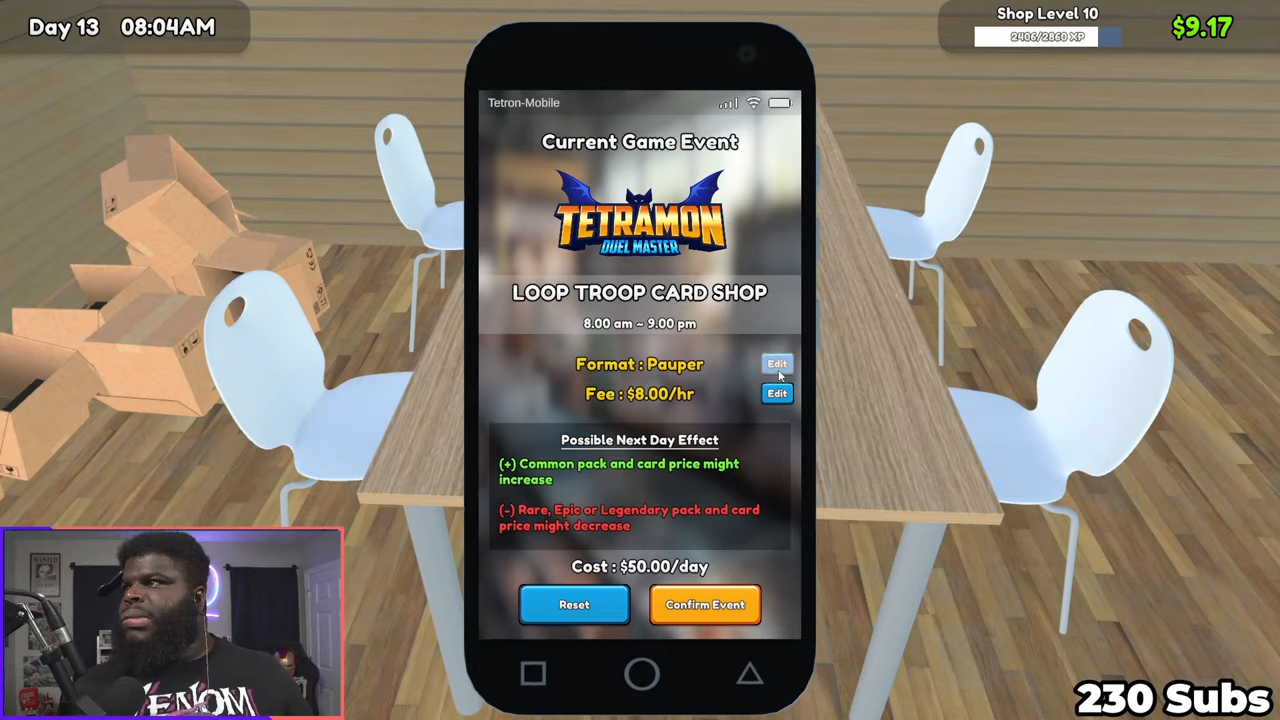 Day 13 08:04AM
Shop Level 10
2406/2860 XP
$9.17
Tetron-Mobile
Current Game Event
TETRAMON
DUEL MASTER
LOOP TROOP CARD SHOP
8.00 am ~ 9.00 pm
Format : Pauper
Edit
Fee : $8.00/hr
Edit
Possible Next Day Effect
(+) Common pack and card price might
increase
(-) Rare, Epic or Legendary pack and card
price might decrease
Cost : $50.00/day
Reset
Confirm Event
WANTED
VENOM
230 Subs